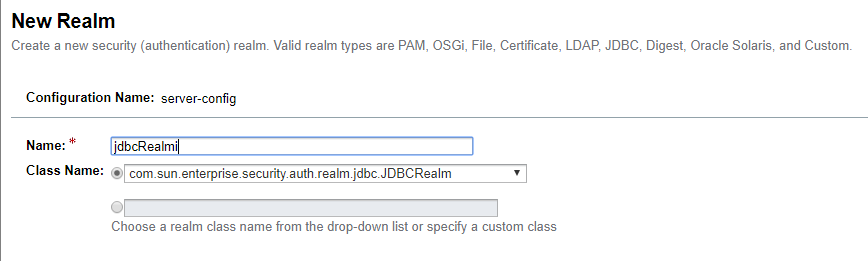 New Realm
Create a new security (authentication) realm. Valid realm types are PAM, OSGi, File, Certificate, LDAP, JDBC, Digest, Oracle Solaris, and Custom.
Configuration Name: server-config
Name: * jdbcRealmi
Class Name: com.sun.enterprise.security.auth.realm.jdbc.JDBCRealm
Choose a realm class name from the drop-down list or specify a custom class